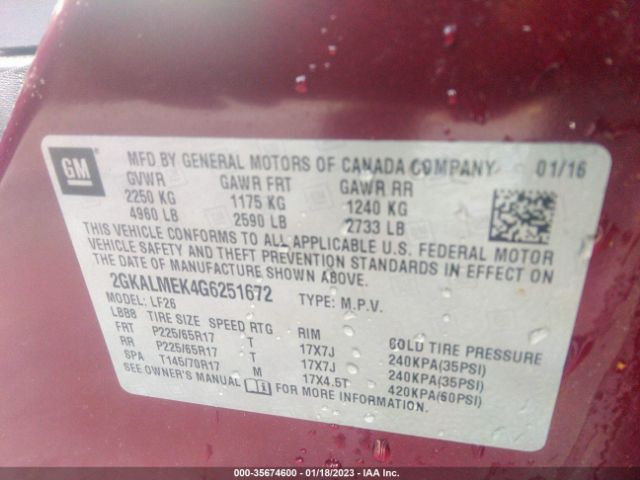 GM
MFD BY GENERAL MOTORS OF CANADA COMPANY 01/16
GVWR GAWR FRT GAWR RR
2250 KG 1175 KG 1240 KG
4960 LB 2590 LB 2733 LB
THIS VEHICLE CONFORMS TO ALL APPLICABLE U.S. FEDERAL MOTOR
VEHICLE SAFETY AND THEFT PREVENTION STANDARDS IN EFFECT ON
THE DATE OF MANUFACTURE SHOWN ABOVE.
2GKALMEK4G6251672 TYPE: M.P.V.
MODEL: LF26
LBB8 TIRE SIZE SPEED RTG RIM COLD TIRE PRESSURE
FRT P225/65R17 T 17X7J 240KPA(35PSI)
RR P225/65R17 T 17X7J 240KPA(35PSI)
SPA T145/70R17 M 17X4.5T 420KPA(60PSI)
SEE OWNER'S MANUAL FOR MORE INFORMATION.
000-35674600 - 01/18/2023 - IAA Inc.